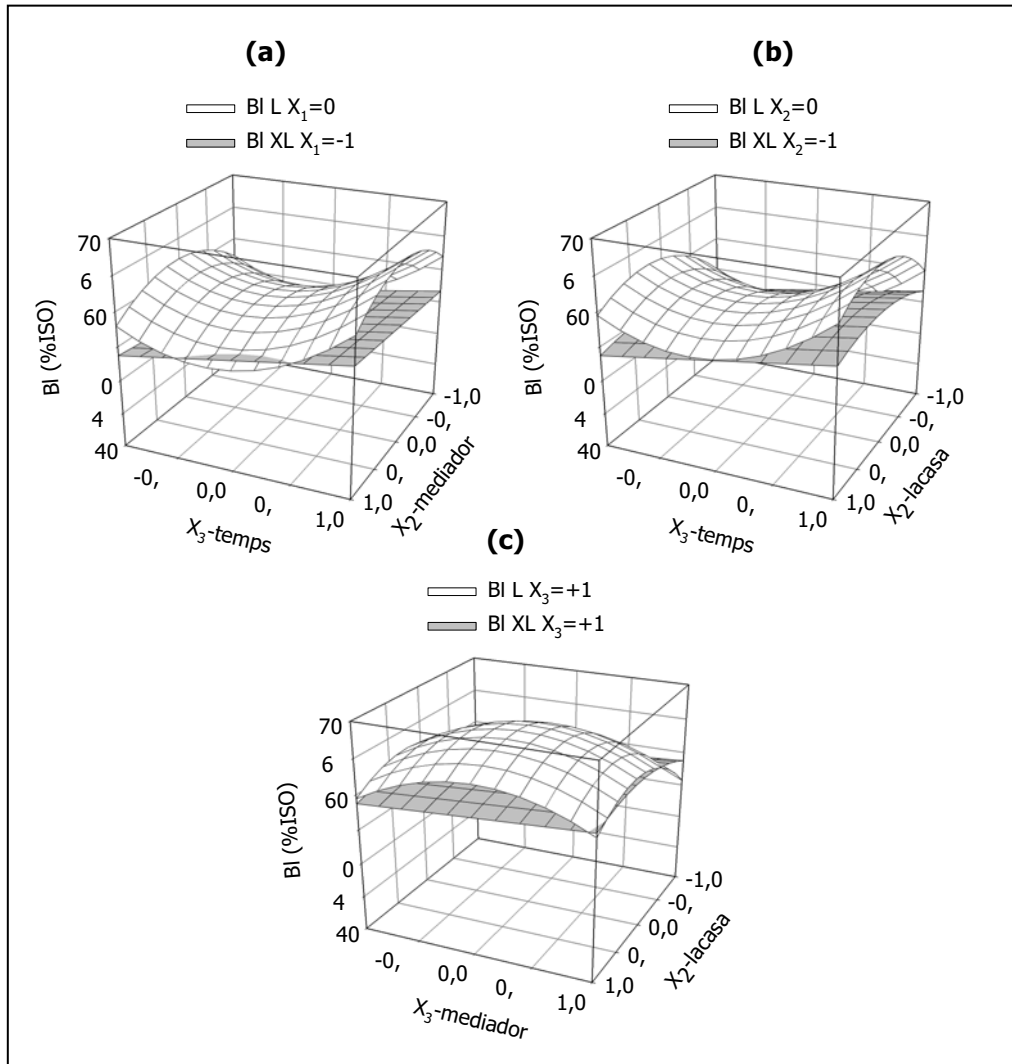 (a)
Bl L X1=0
Bl XL X1=-1
70
6
60
0
4
40
Bl (%ISO)
-0,
0,0
0,
1,0
X3-temps
-1,0
-0,
0,0
0,
1,0
X2-mediador
(b)
Bl L X2=0
Bl XL X2=-1
70
6
60
0
4
40
Bl (%ISO)
-0,
0,0
0,
1,0
X3-temps
-1,0
-0,
0,0
0,
1,0
X2-lacasa
(c)
Bl L X3=+1
Bl XL X3=+1
70
6
60
0
4
40
Bl (%ISO)
-0,
0,0
0,
1,0
X3-mediador
-1,0
-0,
0,0
0,
1,0
X2-lacasa